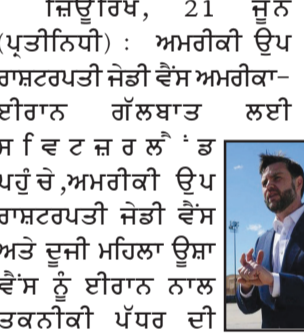 ਜ਼ਿਊਰਿਖ, 21 ਜੂਨ
(ਪ੍ਰਤੀਨਿਧੀ) : ਅਮਰੀਕੀ ਉਪ
ਰਾਸ਼ਟਰਪਤੀ ਜੇਡੀ ਵੈਂਸ ਅਮਰੀਕਾ-
ਈਰਾਨ ਗੱਲਬਾਤ ਲਈ
ਸਵਿਟਜ਼ਰਲੈਂਡ
ਪਹੁੰਚੇ ,ਅਮਰੀਕੀ ਉਪ
ਰਾਸ਼ਟਰਪਤੀ ਜੇਡੀ ਵੈਂਸ
ਅਤੇ ਦੂਜੀ ਮਹਿਲਾ ਊਸ਼ਾ
ਵੈਂਸ ਨੂੰ ਈਰਾਨ ਨਾਲ
ਤਕਨੀਕੀ ਪੱਧਰ ਦੀ